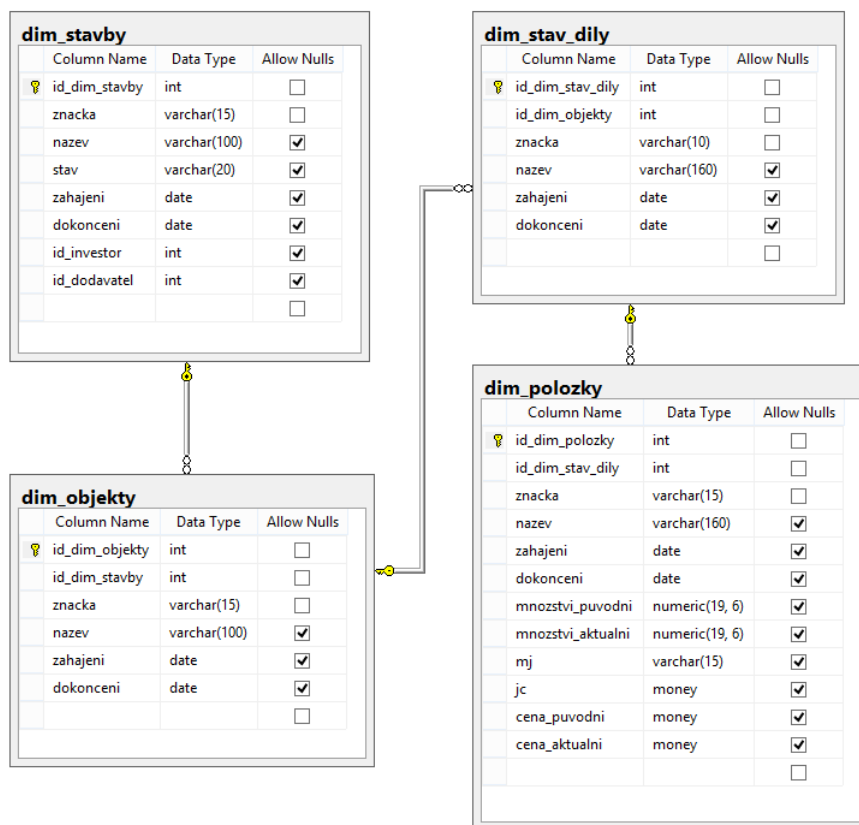 dim_stavby
Column Name Data Type Allow Nulls
id_dim_stavby int
znacka varchar(15)
nazev varchar(100)
stav varchar(20)
zahajeni date
dokonceni date
id_investor int
id_dodavatel int
dim_stav_dily
Column Name Data Type Allow Nulls
id_dim_stav_dily int
id_dim_objekty int
znacka varchar(10)
nazev varchar(160)
zahajeni date
dokonceni date
dim_objekty
Column Name Data Type Allow Nulls
id_dim_objekty int
id_dim_stavby int
znacka varchar(15)
nazev varchar(100)
zahajeni date
dokonceni date
dim_polozky
Column Name Data Type Allow Nulls
id_dim_polozky int
id_dim_stav_dily int
znacka varchar(15)
nazev varchar(160)
zahajeni date
dokonceni date
mnozstvi_puvodni numeric(19, 6)
mnozstvi_aktualni numeric(19, 6)
mj varchar(15)
jc money
cena_puvodni money
cena_aktualni money